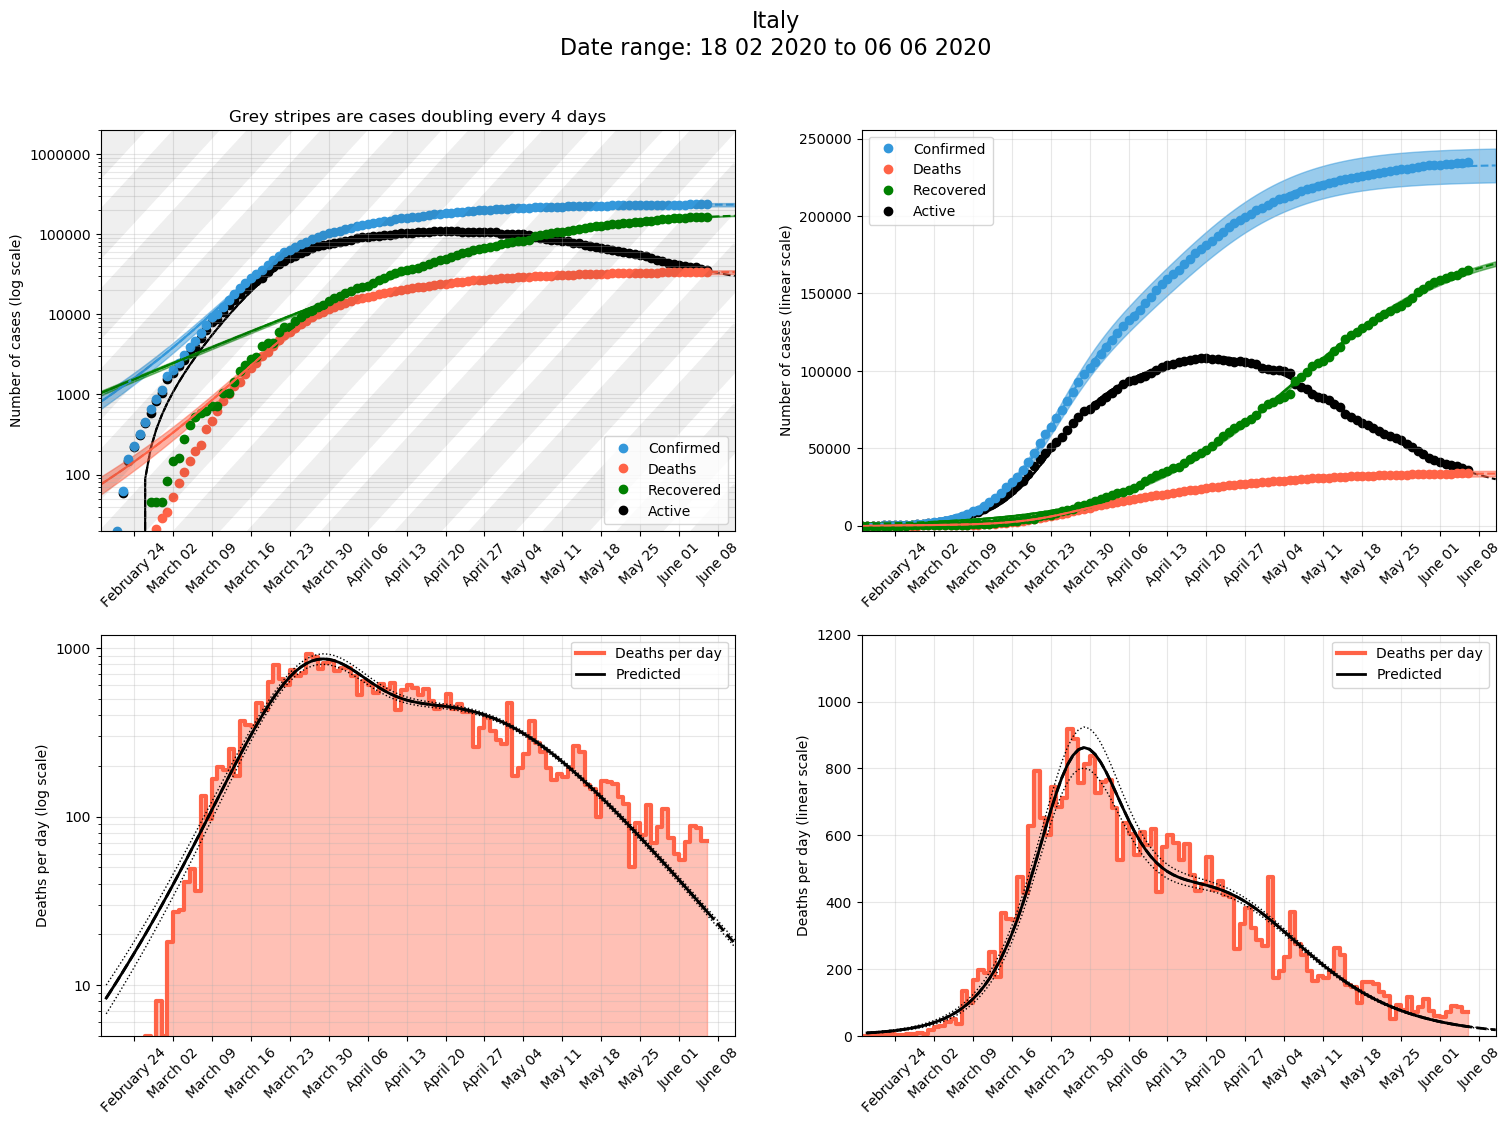 Italy
Date range: 18 02 2020 to 06 06 2020
Grey stripes are cases doubling every 4 days
Number of cases (log scale)
1000000
100000
10000
1000
100
Confirmed
Deaths
Recovered
Active
February 24
March 02
March 09
March 16
March 23
March 30
April 06
April 13
April 20
April 27
May 04
May 11
May 18
May 25
June 01
June 08
Number of cases (linear scale)
250000
200000
150000
100000
50000
0
Confirmed
Deaths
Recovered
Active
February 24
March 02
March 09
March 16
March 23
March 30
April 06
April 13
April 20
April 27
May 04
May 11
May 18
May 25
June 01
June 08
Deaths per day (log scale)
1000
100
10
Deaths per day
Predicted
February 24
March 02
March 09
March 16
March 23
March 30
April 06
April 13
April 20
April 27
May 04
May 11
May 18
May 25
June 01
June 08
Deaths per day (linear scale)
1200
1000
800
600
400
200
0
Deaths per day
Predicted
February 24
March 02
March 09
March 16
March 23
March 30
April 06
April 13
April 20
April 27
May 04
May 11
May 18
May 25
June 01
June 08